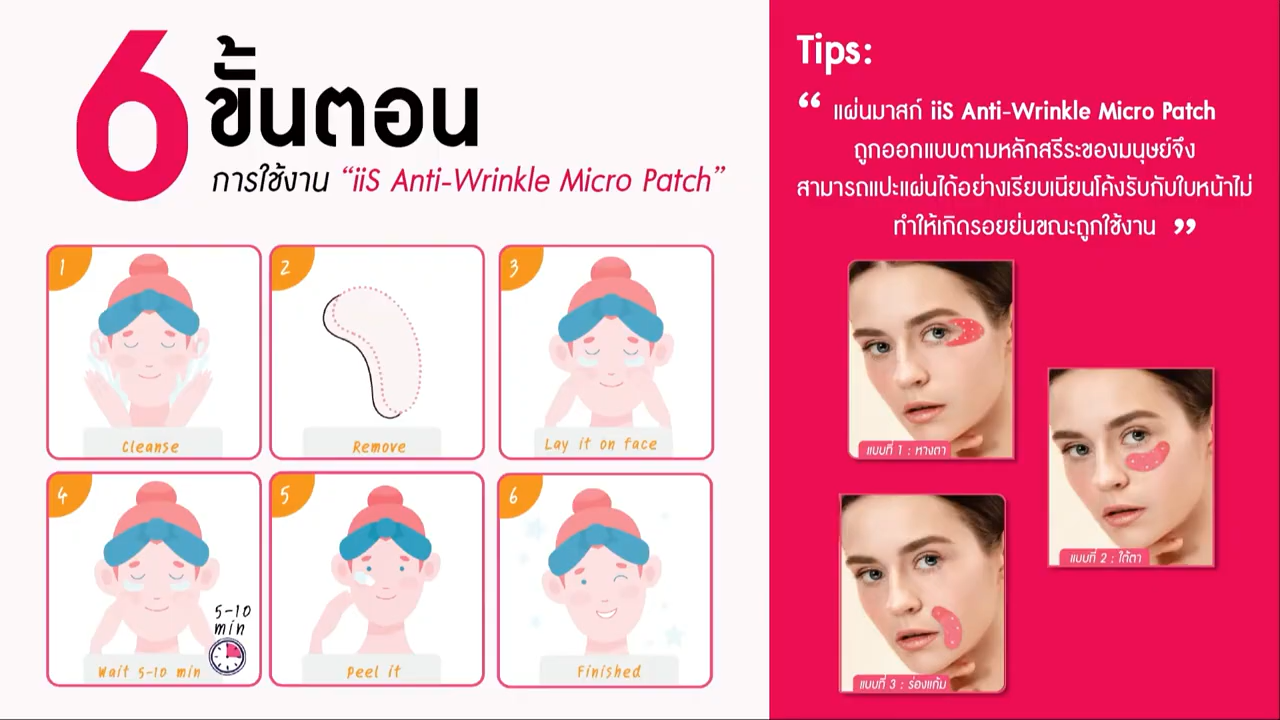 6 ขั้นตอน
การใช้งาน “iiS Anti-Wrinkle Micro Patch”
1
Cleanse
2
Remove
3
Lay it on face
4
5-10
min
Wait 5-10 min
5
Peel it
6
Finished
Tips:
“ แผ่นมาสก์ iiS Anti-Wrinkle Micro Patch
ถูกออกแบบตามหลักสรีระของมนุษย์จึง
สามารถแปะแผ่นได้อย่างเรียบเนียนโค้งรับกับใบหน้าไม่
ทำให้เกิดรอยย่นขณะถูกใช้งาน ”
แบบที่ 1 : หางตา
แบบที่ 2 : ใต้ตา
แบบที่ 3 : ร่องแก้ม